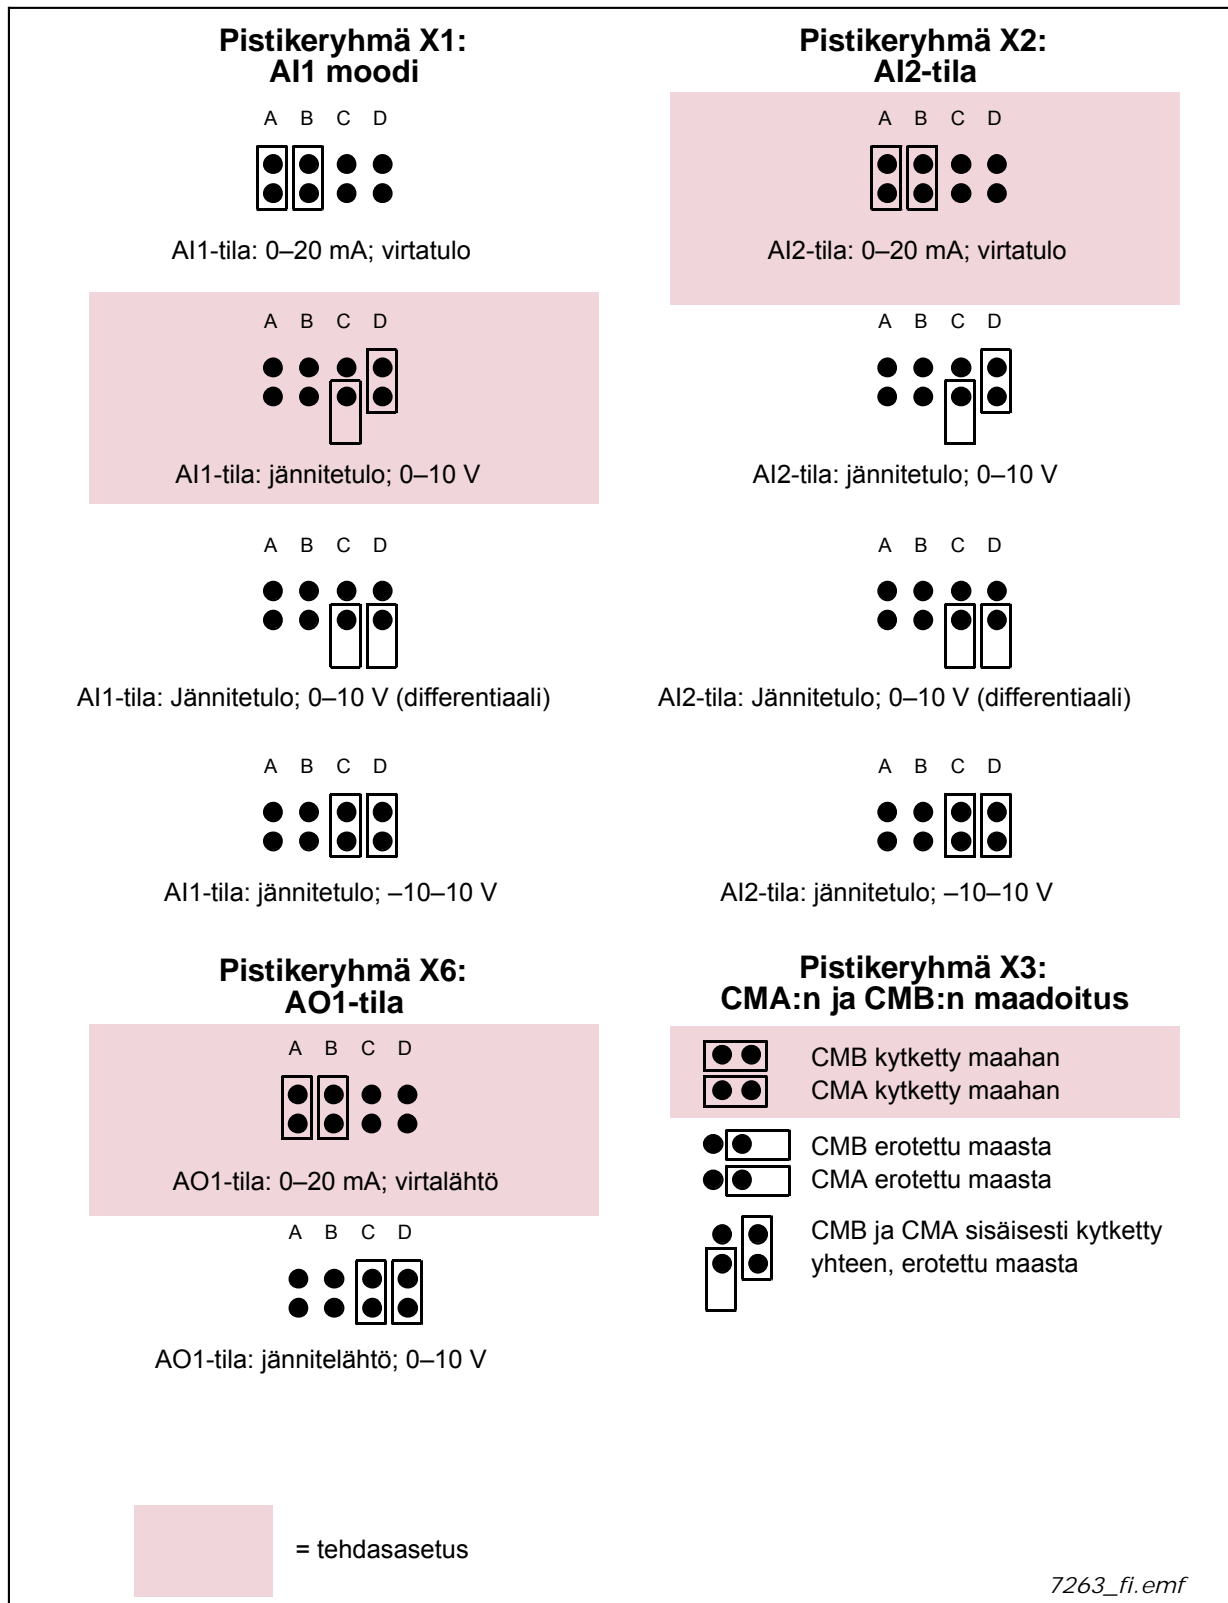 Pistikeryhmä X1:
AI1 moodi
A B C D
AI1-tila: 0–20 mA; virtatulo
A B C D
AI1-tila: jännitetulo; 0–10 V
A B C D
AI1-tila: Jännitetulo; 0–10 V (differentiaali)
A B C D
AI1-tila: jännitetulo; –10–10 V
Pistikeryhmä X2:
AI2-tila
A B C D
AI2-tila: 0–20 mA; virtatulo
A B C D
AI2-tila: jännitetulo; 0–10 V
A B C D
AI2-tila: Jännitetulo; 0–10 V (differentiaali)
A B C D
AI2-tila: jännitetulo; –10–10 V
Pistikeryhmä X6:
AO1-tila
A B C D
AO1-tila: 0–20 mA; virtalähtö
A B C D
AO1-tila: jännitelähtö; 0–10 V
Pistikeryhmä X3:
CMA:n ja CMB:n maadoitus
CMB kytketty maahan
CMA kytketty maahan
CMB erotettu maasta
CMA erotettu maasta
CMB ja CMA sisäisesti kytketty
yhteen, erotettu maasta
= tehdasasetus
7263_fi.emf